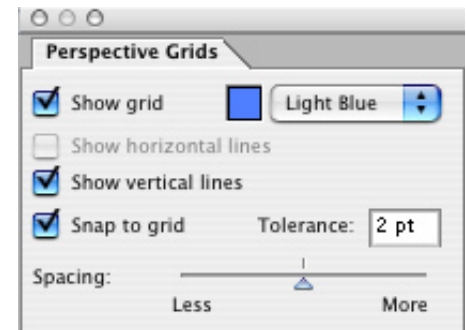 Perspective Grids
Show grid Light Blue
Show horizontal lines
Show vertical lines
Snap to grid Tolerance: 2 pt
Spacing:
Less More